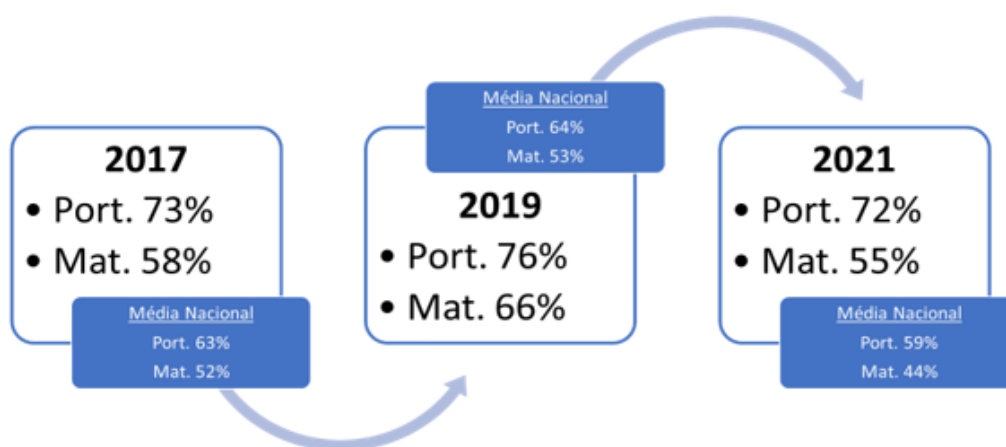 2017
• Port. 73%
• Mat. 58%
Média Nacional
Port. 63%
Mat. 52%
Média Nacional
Port. 64%
Mat. 53%
2019
• Port. 76%
• Mat. 66%
2021
• Port. 72%
• Mat. 55%
Média Nacional
Port. 59%
Mat. 44%